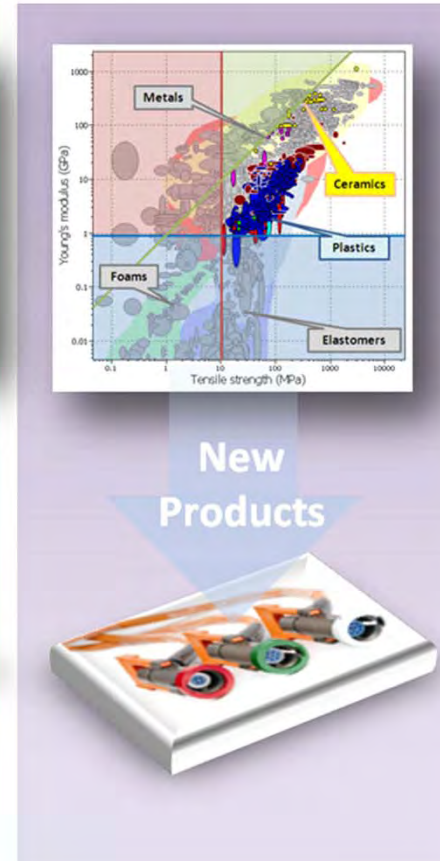 1000
Metals
100
Young's modulus (GPa)
10
Ceramics
1
Plastics
Foams
0.1
Elastomers
0.01
0.1 1 10 100 1000 10000
Tensile strength (MPa)
New
Products